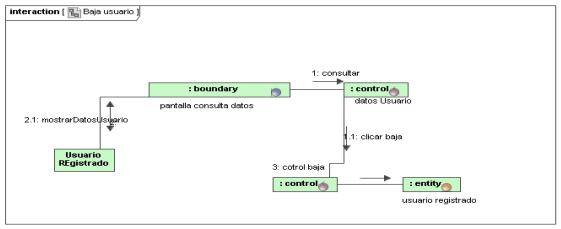 interaction [ Baja usuario ]
1: consultar
: boundary
: control
pantalla consulta datos
datos Usuario
2.1: mostrarDatosUsuario
1.1: clicar baja
Usuario
REgistrado
3: cotrol baja
: control
: entity
usuario registrado